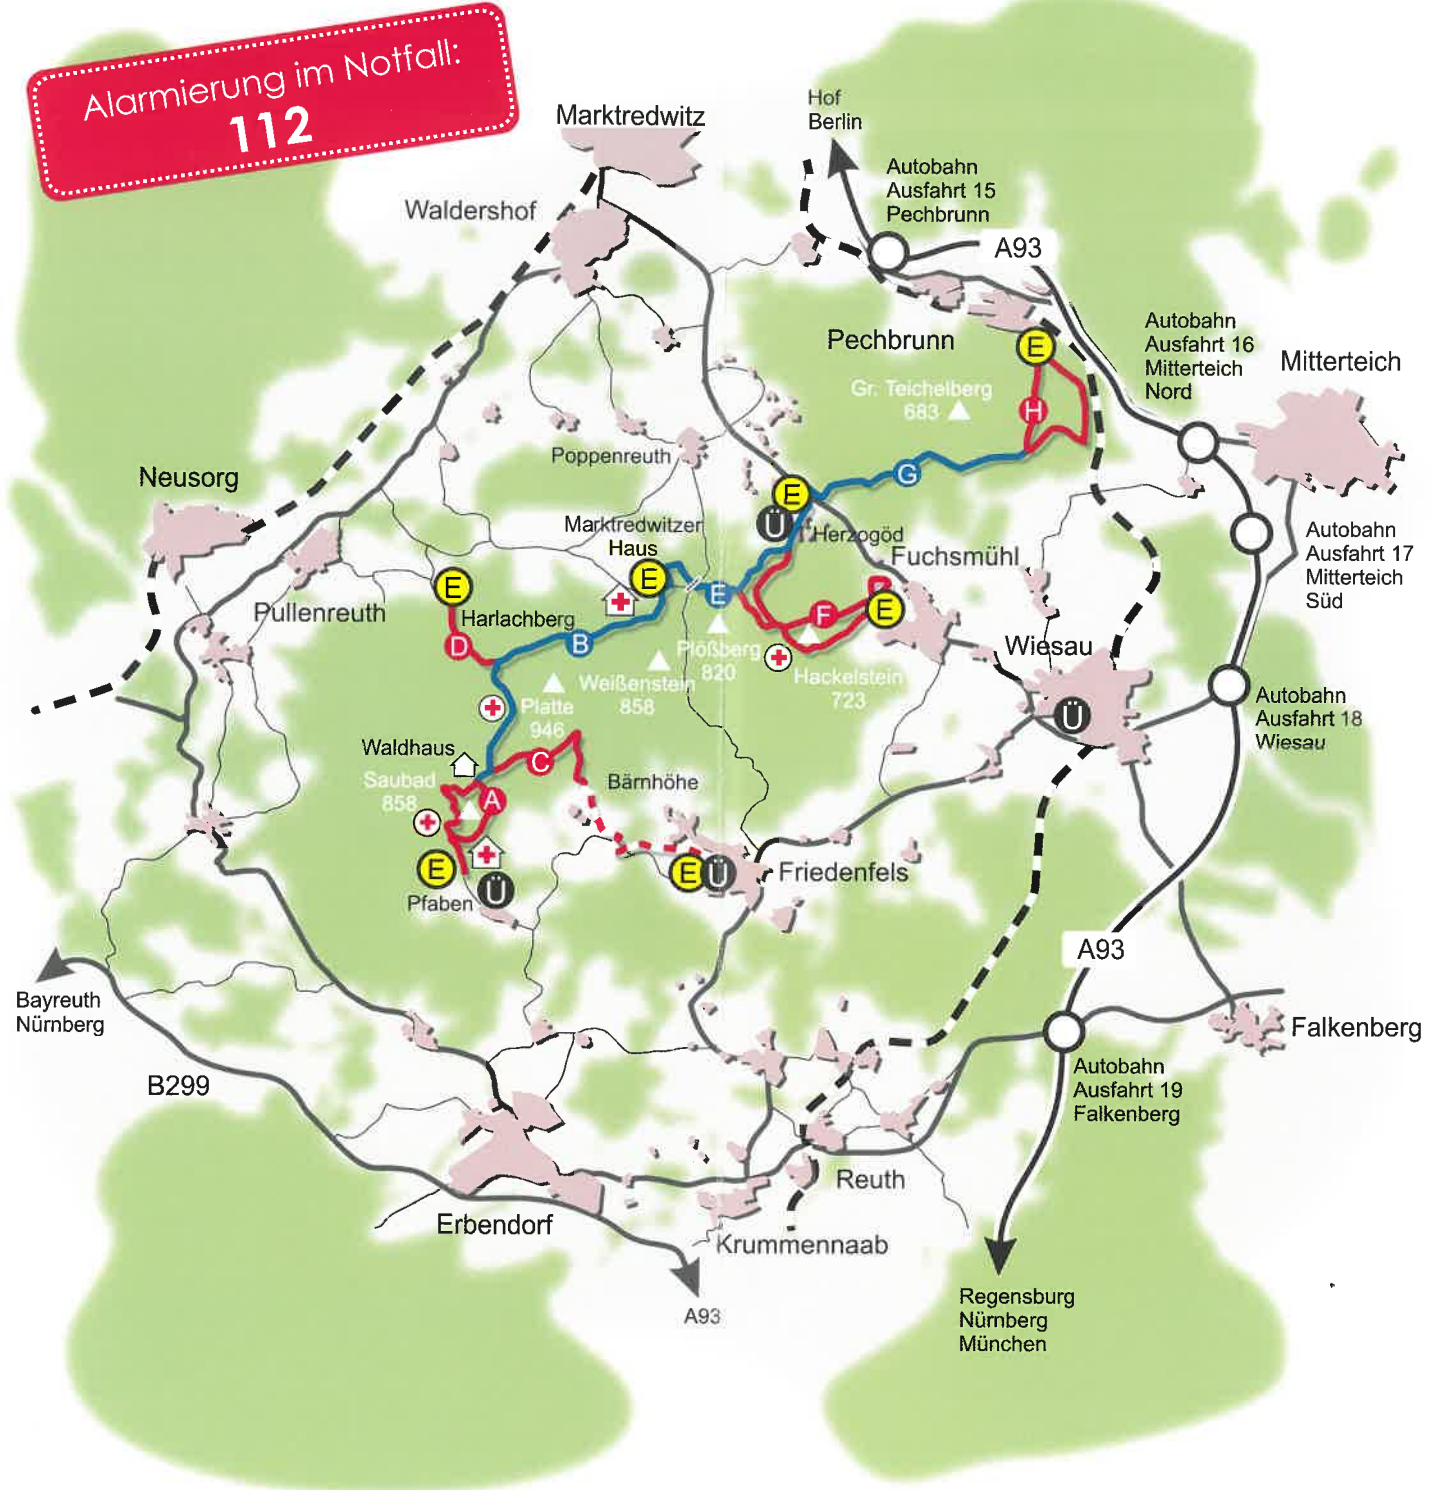 Alarmierung im Notfall:
112
Marktredwitz
Hof
Berlin
Autobahn
Ausfahrt 15
Pechbrunn
Waldershof
A93
Pechbrunn
E
Autobahn
Ausfahrt 16
Mitterteich
Nord
Mitterteich
Gr. Teichelberg
683
H
Poppenreuth
G
Neusorg
E
Ü
Marktredwitzer
Haus
Herzogöd
Fuchsmühl
Autobahn
Ausfahrt 17
Mitterteich
Süd
E
E
E
E
Pullenreuth
Harlachberg
F
D
B
Plößberg
820
Wiesau
Hackelstein
723
Weißenstein
858
Platte
946
Ü
Autobahn
Ausfahrt 18
Wiesau
Waldhaus
C
Saubad
858
A
Bärnhöhe
E
Ü
Pfaben
E
Ü
Friedenfels
A93
Bayreuth
Nürnberg
Falkenberg
B299
Autobahn
Ausfahrt 19
Falkenberg
Reuth
Erbendorf
Krummennaab
A93
Regensburg
Nürnberg
München